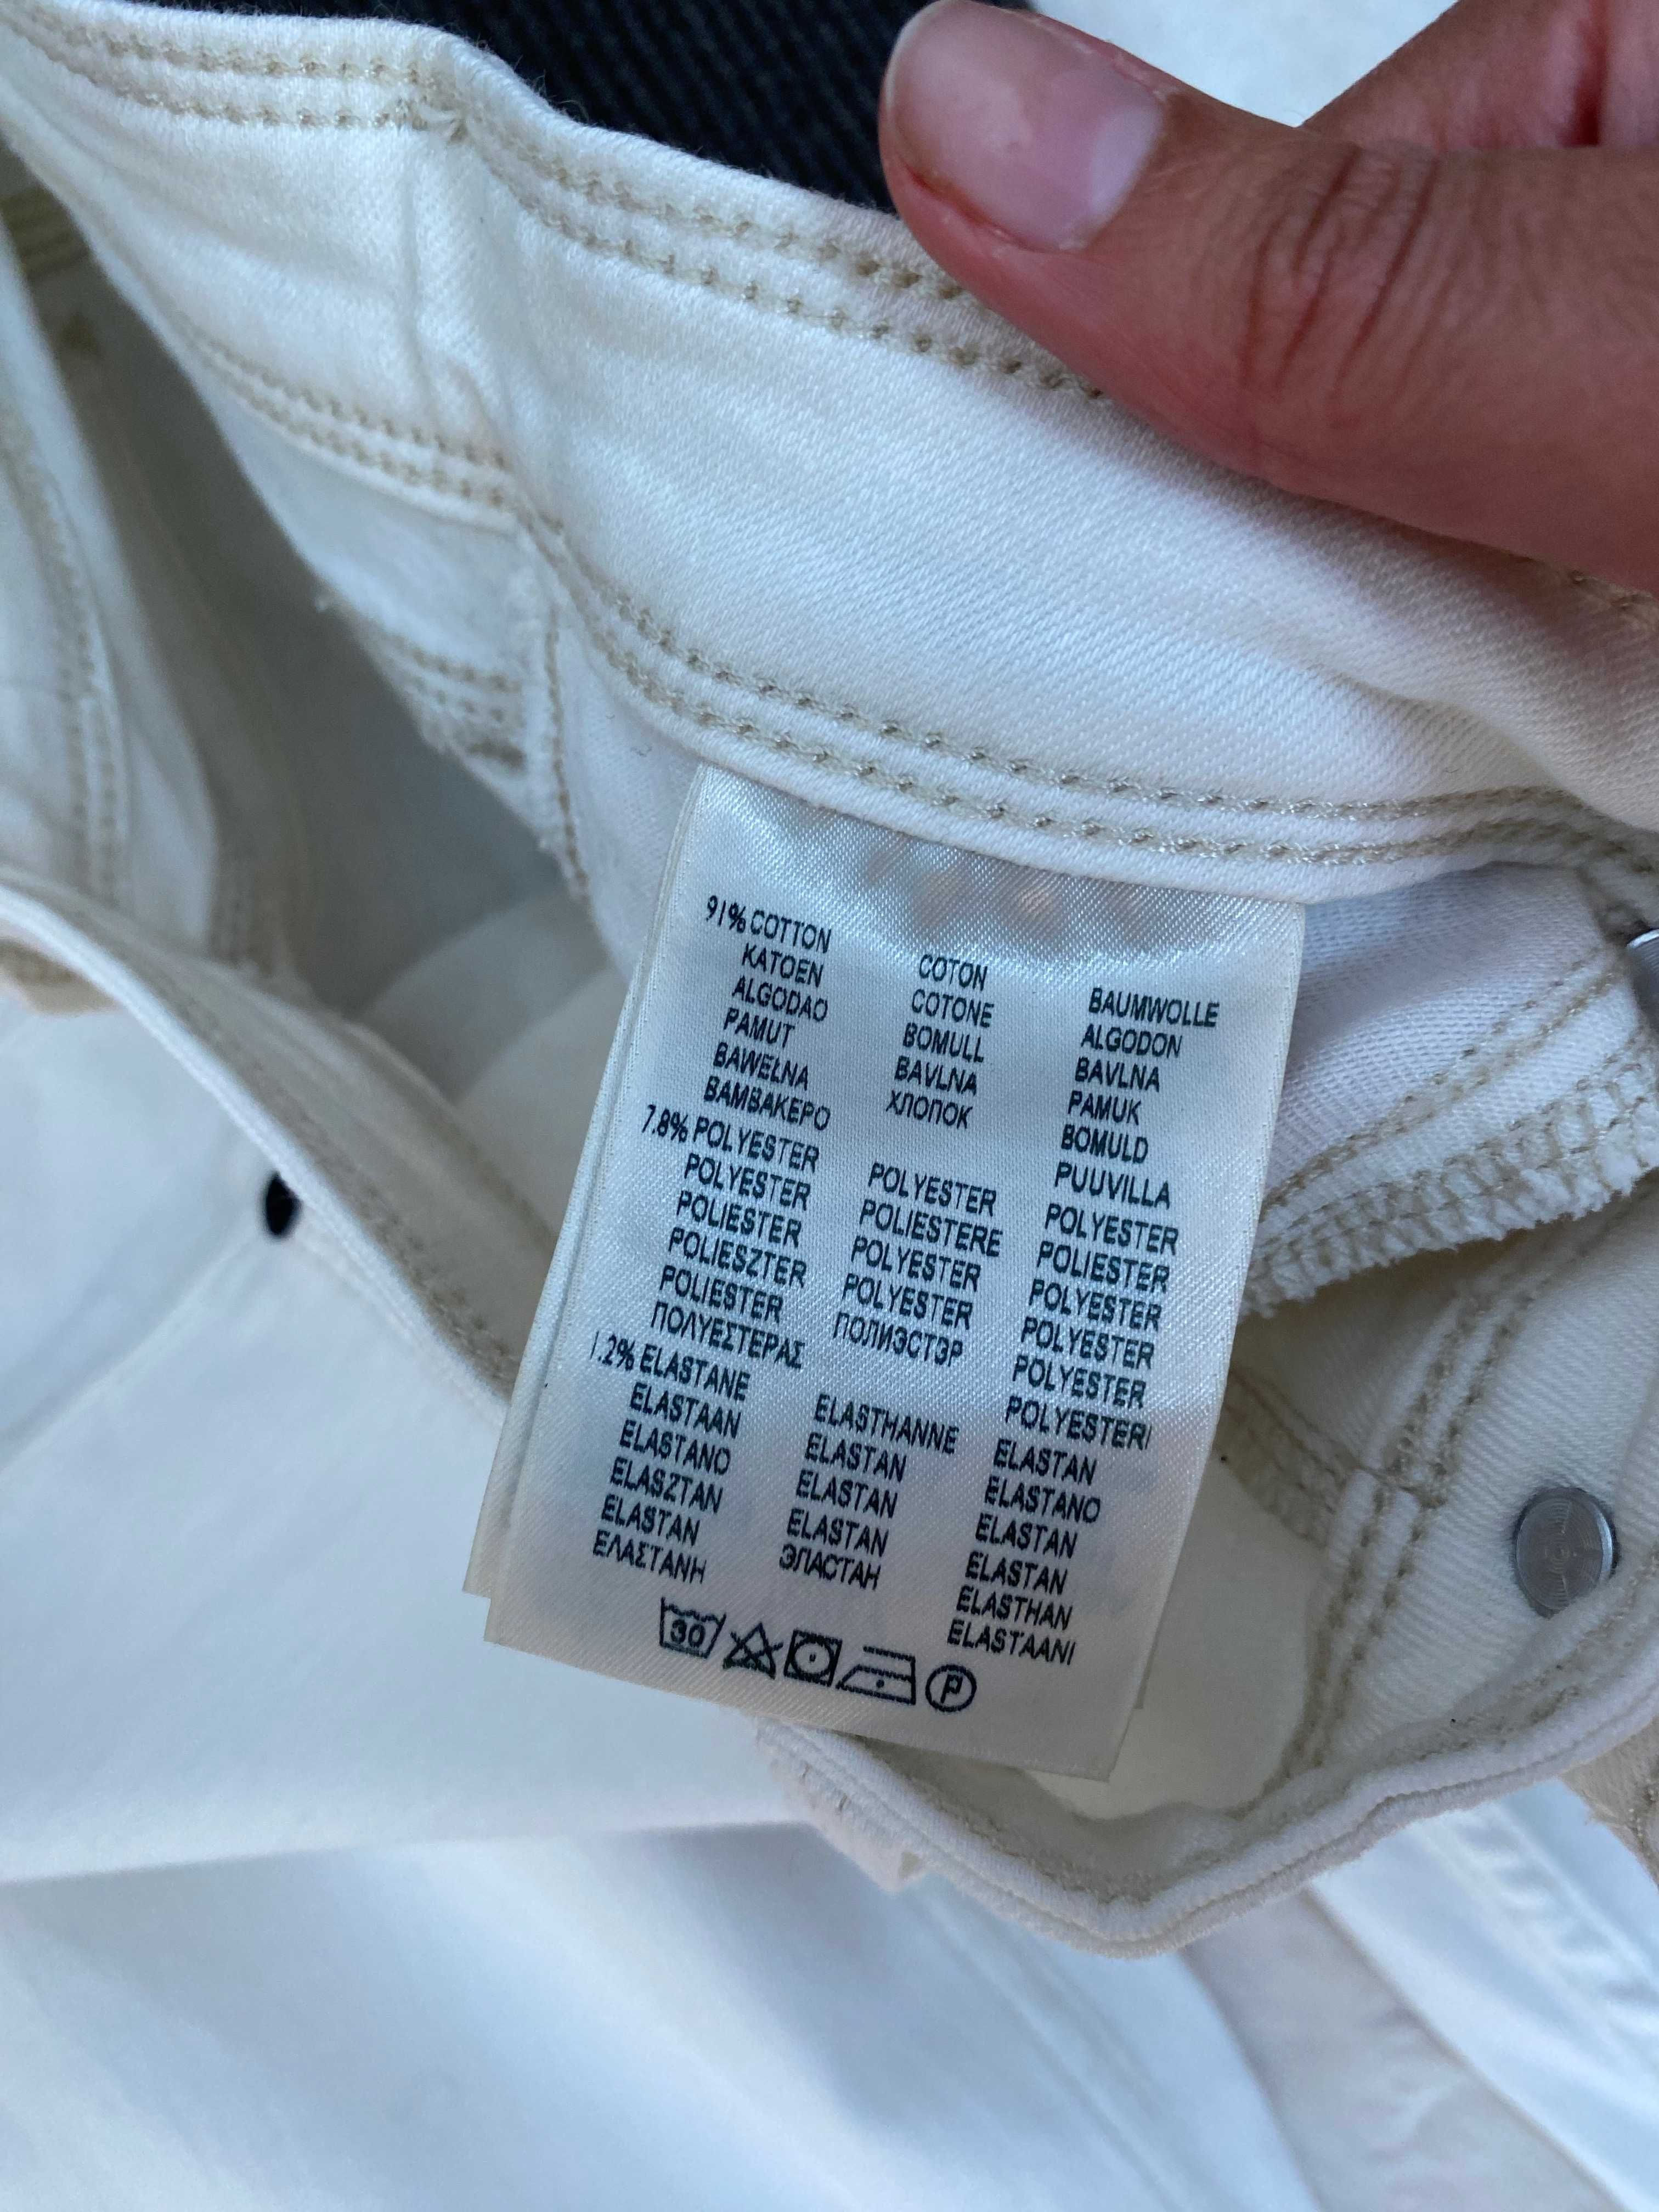 91% COTTON COTON BAUMWOLLE
KATOEN COTONE ALGODON
ALGODAO BOMULL BAVLNA
PAMUT BAVLNA PAMUK
BAWEŁNA ХЛОПОК BOMULD
ΒΑΜΒΑΚΕΡΟ PUUVILLA
7.8% POLYESTER POLYESTER POLYESTER
POLYESTER POLIESTERE POLIESTER
POLIESTER POLYESTER POLYESTER
POLIESZTER POLYESTER POLYESTER
POLIESTER ПОЛИЭСТЭР POLYESTER
ΠΟΛΥΕΣΤΕΡΑΣ POLYESTERI
1.2% ELASTANE ELASTHANNE ELASTAN
ELASTAAN ELASTAN ELASTANO
ELASTANO ELASTAN ELASTAN
ELASZTAN ELASTAN ELASTAN
ELASTAN ЭЛАСТАН ELASTHAN
ΕΛΑΣΤΑΝΗ ELASTAANI
30 P